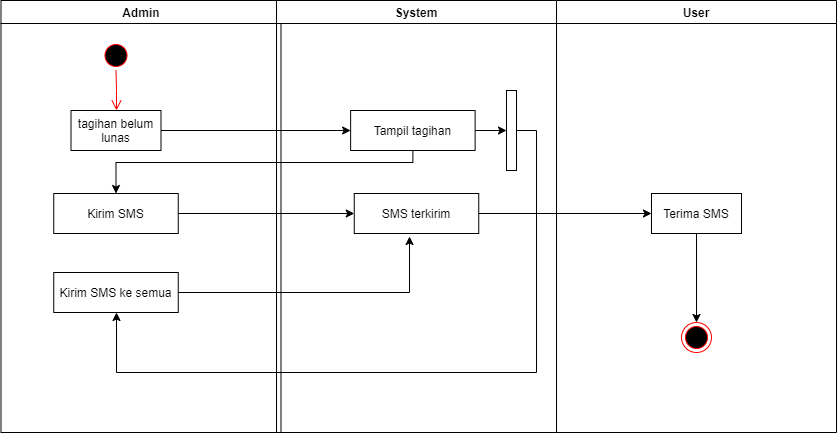 Admin
System
User
tagihan belum
lunas
Tampil tagihan
Kirim SMS
SMS terkirim
Terima SMS
Kirim SMS ke semua